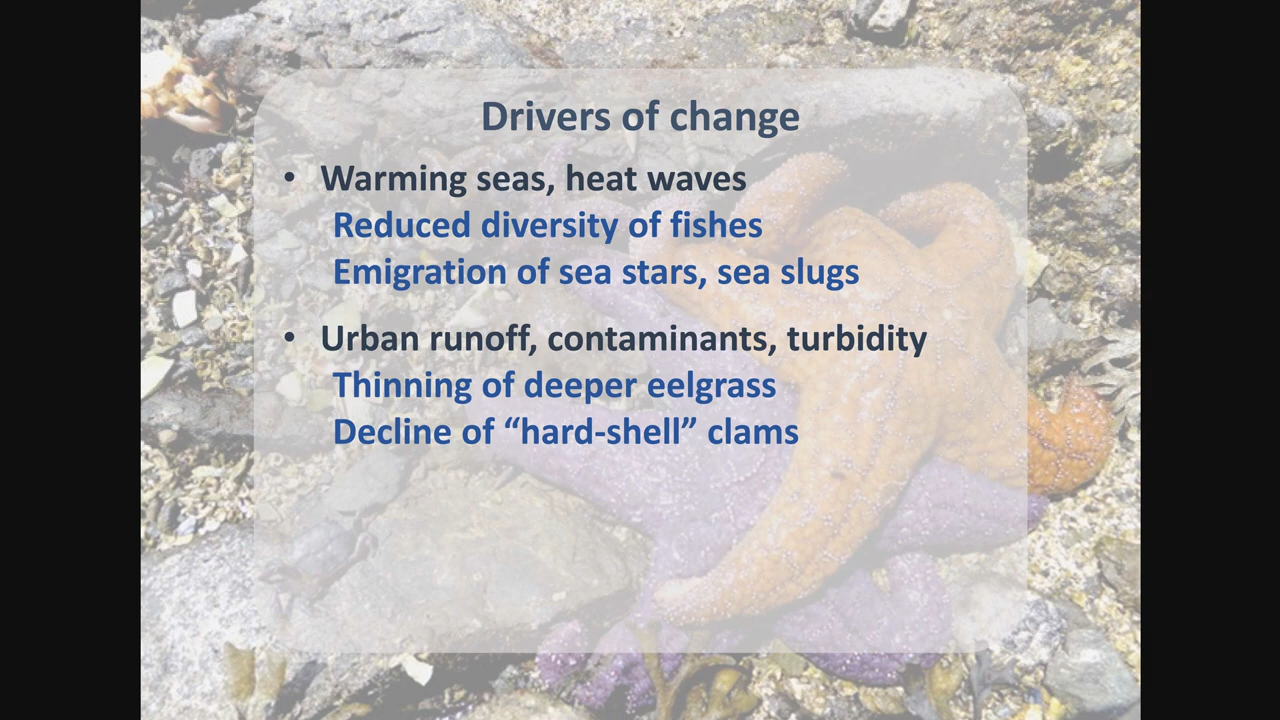 Drivers of change
• Warming seas, heat waves
Reduced diversity of fishes
Emigration of sea stars, sea slugs
• Urban runoff, contaminants, turbidity
Thinning of deeper eelgrass
Decline of “hard-shell” clams